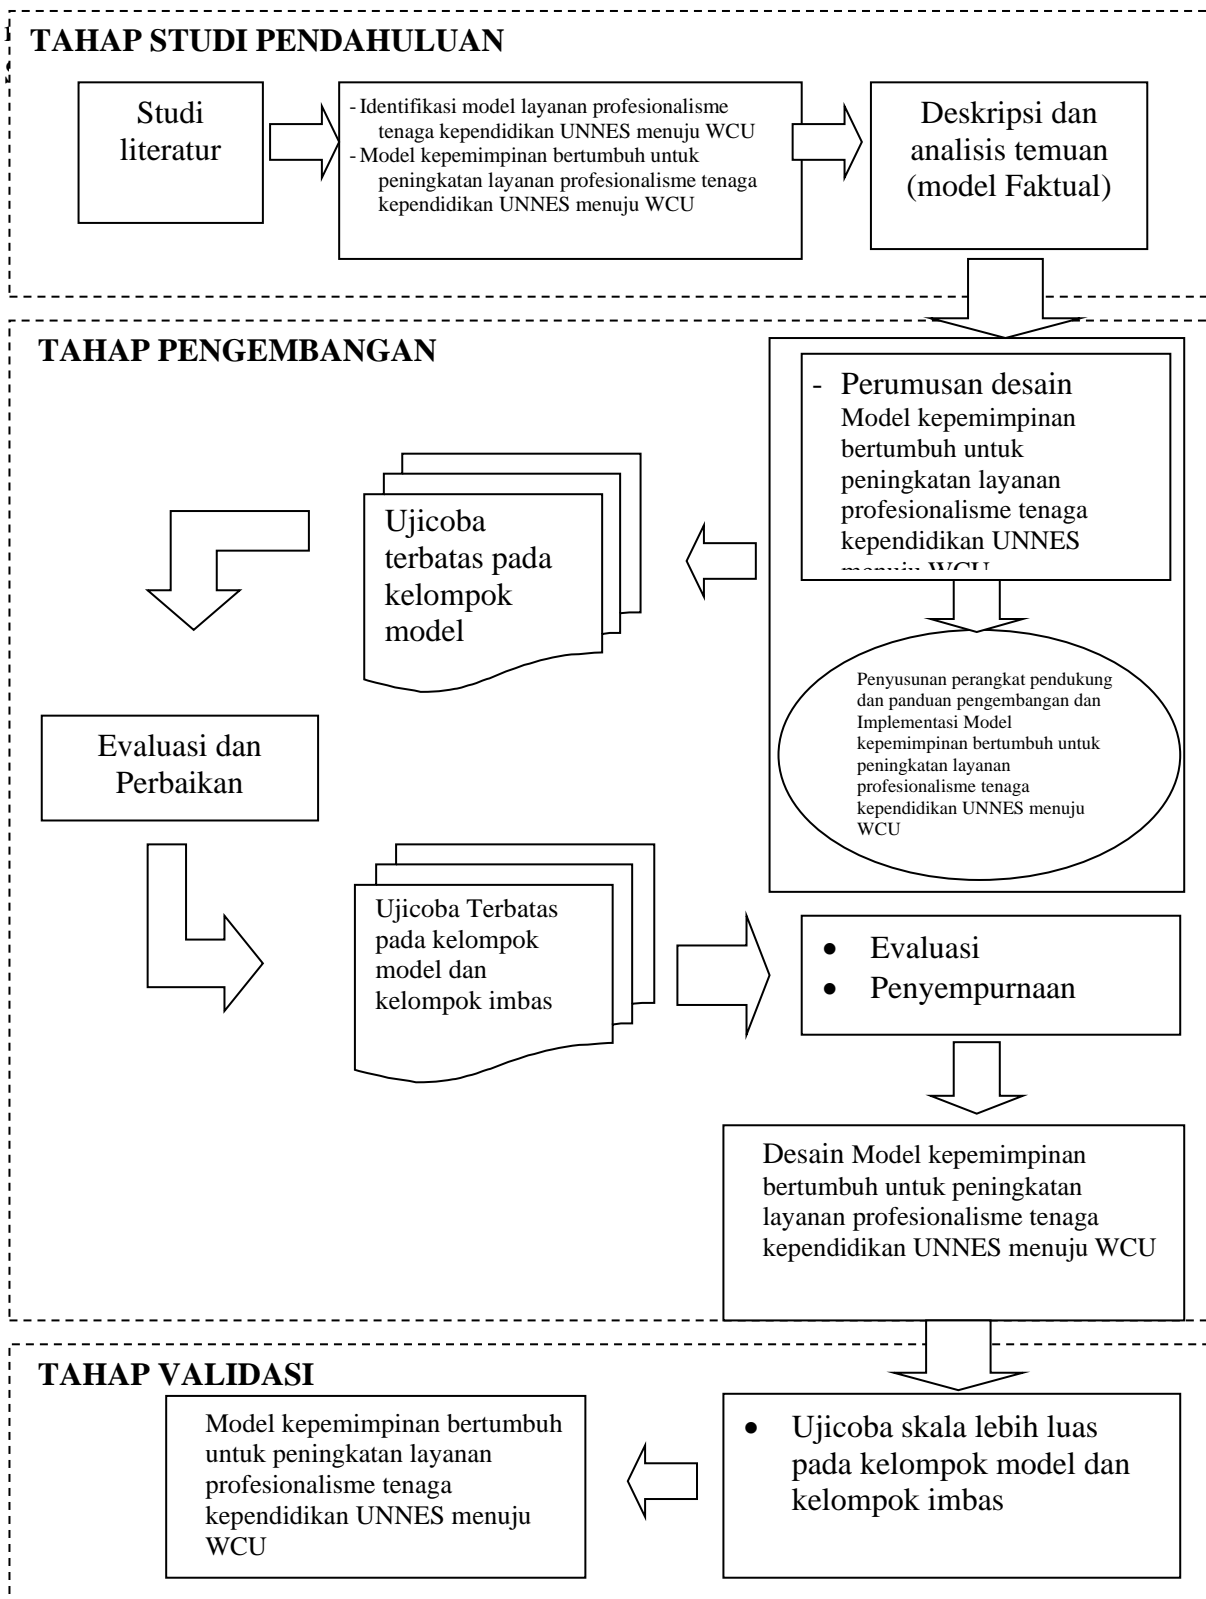 TAHAP STUDI PENDAHULUAN
Studi
literatur
- Identifikasi model layanan profesionalisme
tenaga kependidikan UNNES menuju WCU
- Model kepemimpinan bertumbuh untuk
peningkatan layanan profesionalisme tenaga
kependidikan UNNES menuju WCU
Deskripsi dan
analisis temuan
(model Faktual)
TAHAP PENGEMBANGAN
- Perumusan desain
Model kepemimpinan
bertumbuh untuk
peningkatan layanan
profesionalisme tenaga
kependidikan UNNES
menuju WCU
Penyusunan perangkat pendukung
dan panduan pengembangan dan
Implementasi Model
kepemimpinan bertumbuh untuk
peningkatan layanan
profesionalisme tenaga
kependidikan UNNES menuju
WCU
Ujicoba
terbatas pada
kelompok
model
Evaluasi dan
Perbaikan
Ujicoba Terbatas
pada kelompok
model dan
kelompok imbas
• Evaluasi
• Penyempurnaan
Desain Model kepemimpinan
bertumbuh untuk peningkatan
layanan profesionalisme tenaga
kependidikan UNNES menuju WCU
TAHAP VALIDASI
• Ujicoba skala lebih luas
pada kelompok model dan
kelompok imbas
Model kepemimpinan bertumbuh
untuk peningkatan layanan
profesionalisme tenaga
kependidikan UNNES menuju
WCU